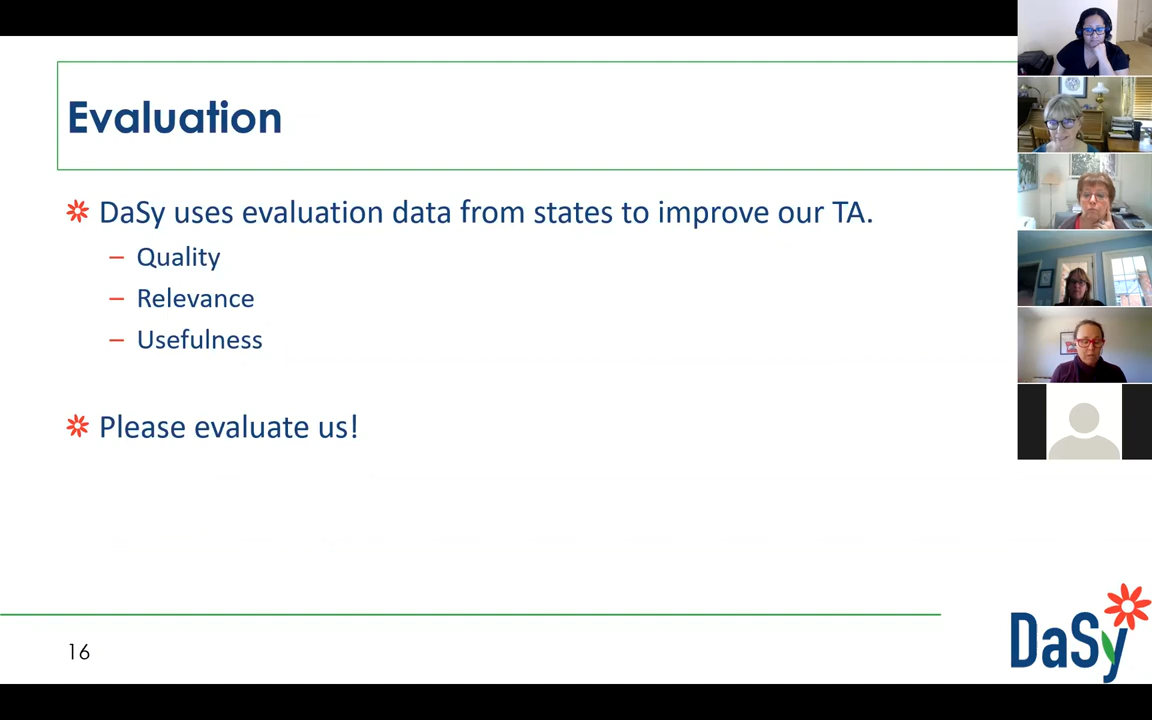 Evaluation
DaSy uses evaluation data from states to improve our TA.
– Quality
– Relevance
– Usefulness
Please evaluate us!
16
DaSy